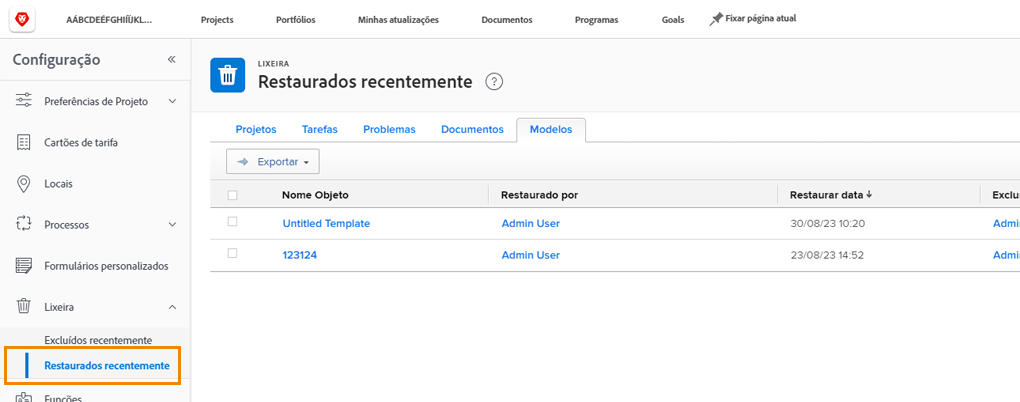 AÁBCDEÉFGHIÍÏJKL... Projects Portfólios Minhas atualizações Documentos Programas Goals Fixar página atual
Configuração «
Preferências de Projeto
Cartões de tarifa
Locais
Processos
Formulários personalizados
Lixeira
Excluídos recentemente
Restaurados recentemente
Funções
LIXEIRA
Restaurados recentemente ?
Projetos Tarefas Problemas Documentos Modelos
Exportar
Nome Objeto Restaurado por Restaurar data Exclu
Untitled Template Admin User 30/08/23 10:20 Admi
123124 Admin User 23/08/23 14:52 Admi